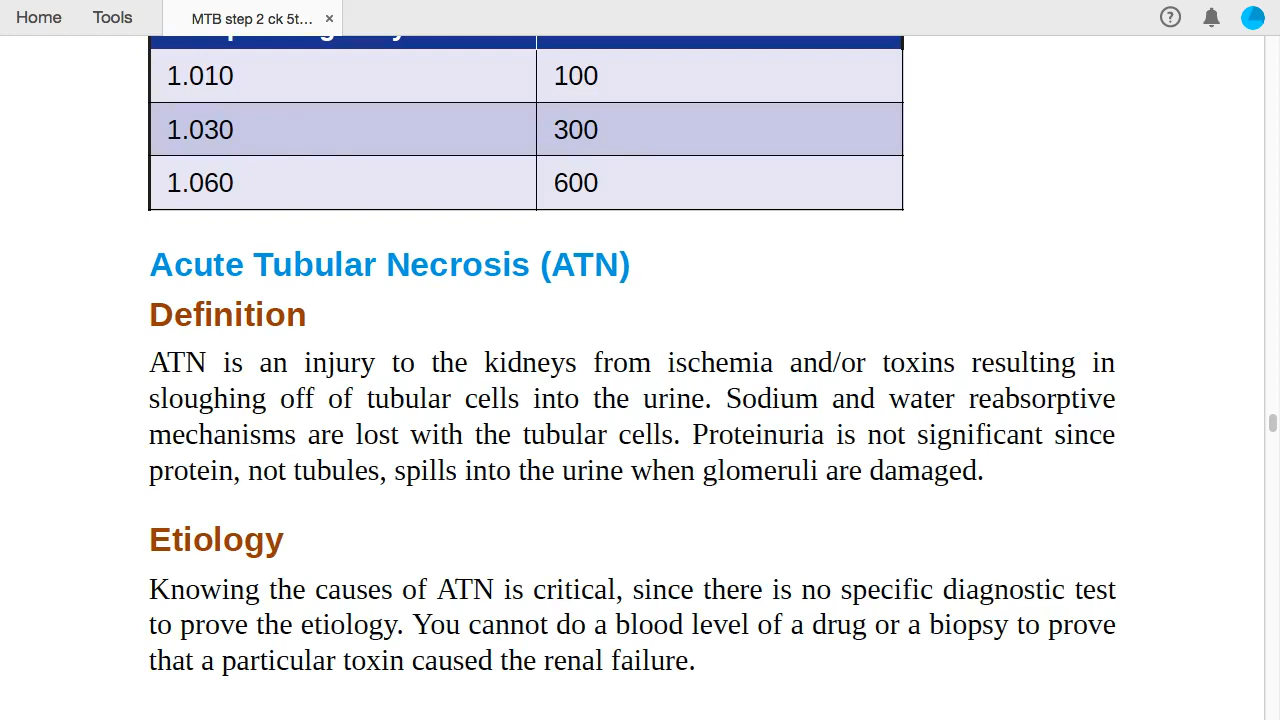 Home Tools MTB step 2 ck 5t... ×
1.010 100
1.030 300
1.060 600
Acute Tubular Necrosis (ATN)
Definition
ATN is an injury to the kidneys from ischemia and/or toxins resulting in
sloughing off of tubular cells into the urine. Sodium and water reabsorptive
mechanisms are lost with the tubular cells. Proteinuria is not significant since
protein, not tubules, spills into the urine when glomeruli are damaged.
Etiology
Knowing the causes of ATN is critical, since there is no specific diagnostic test
to prove the etiology. You cannot do a blood level of a drug or a biopsy to prove
that a particular toxin caused the renal failure.